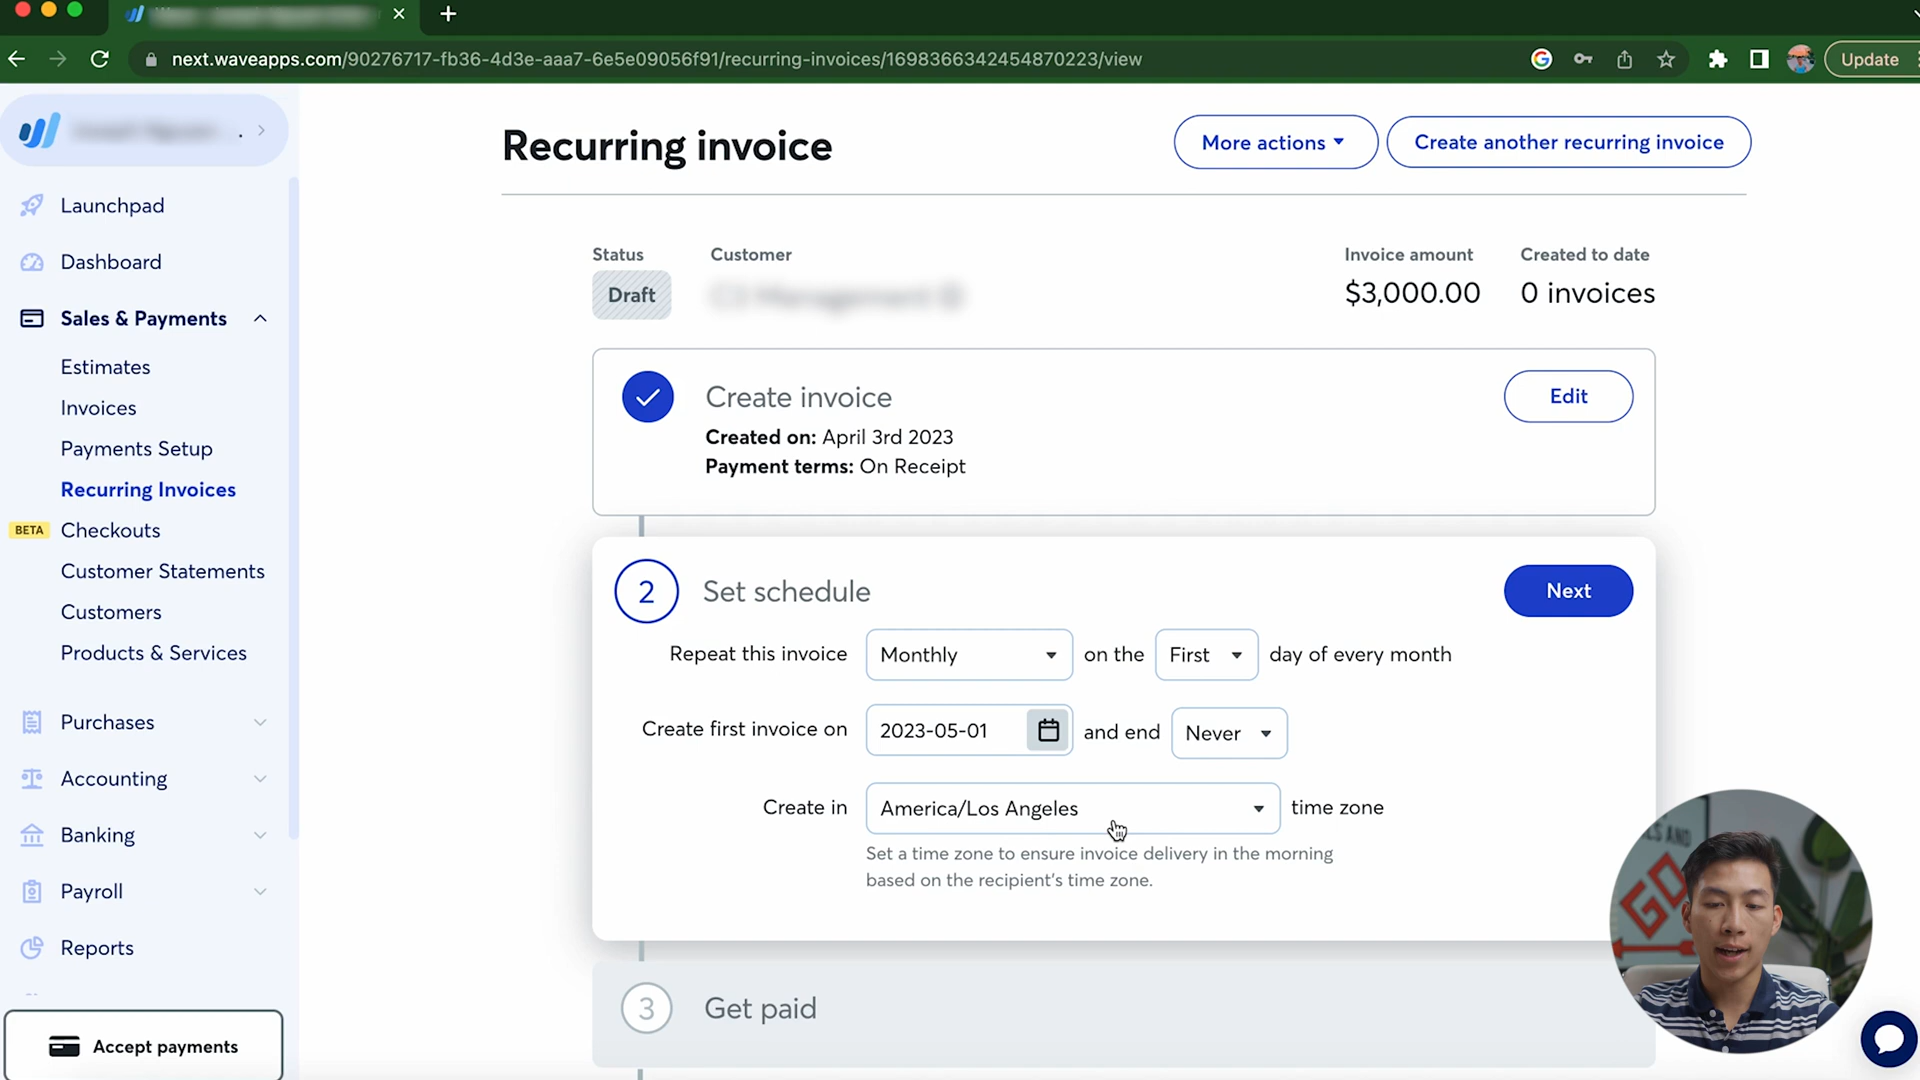 next.waveapps.com/90276717-fb36-4d3e-aaa7-6e5e09056f91/recurring-invoices/1698366342454870223/view
Update
Launchpad
Dashboard
Sales & Payments
Estimates
Invoices
Payments Setup
Recurring Invoices
BETA Checkouts
Customer Statements
Customers
Products & Services
Purchases
Accounting
Banking
Payroll
Reports
Accept payments
Recurring invoice
More actions
Create another recurring invoice
Status Customer Invoice amount Created to date
Draft $3,000.00 0 invoices
Create invoice Edit
Created on: April 3rd 2023
Payment terms: On Receipt
2 Set schedule Next
Repeat this invoice Monthly on the First day of every month
Create first invoice on 2023-05-01 and end Never
Create in America/Los Angeles time zone
Set a time zone to ensure invoice delivery in the morning
based on the recipient's time zone.
3 Get paid